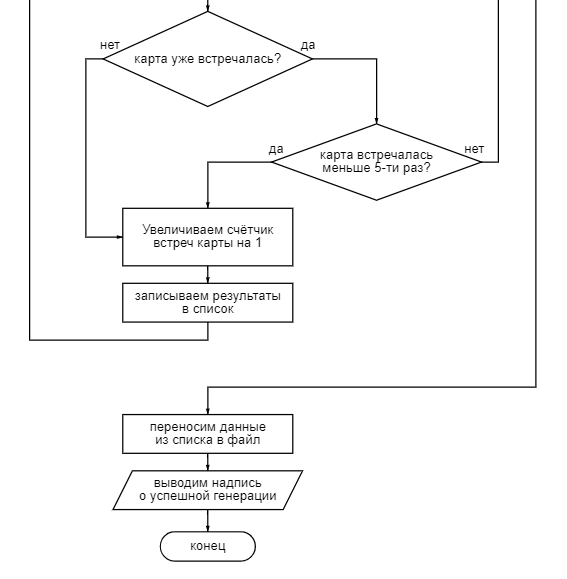 нет
да
карта уже встречалась?
да
нет
карта встречалась
меньше 5-ти раз?
Увеличиваем счётчик
встреч карты на 1
записываем результаты
в список
переносим данные
из списка в файл
выводим надпись
о успешной генерации
конец